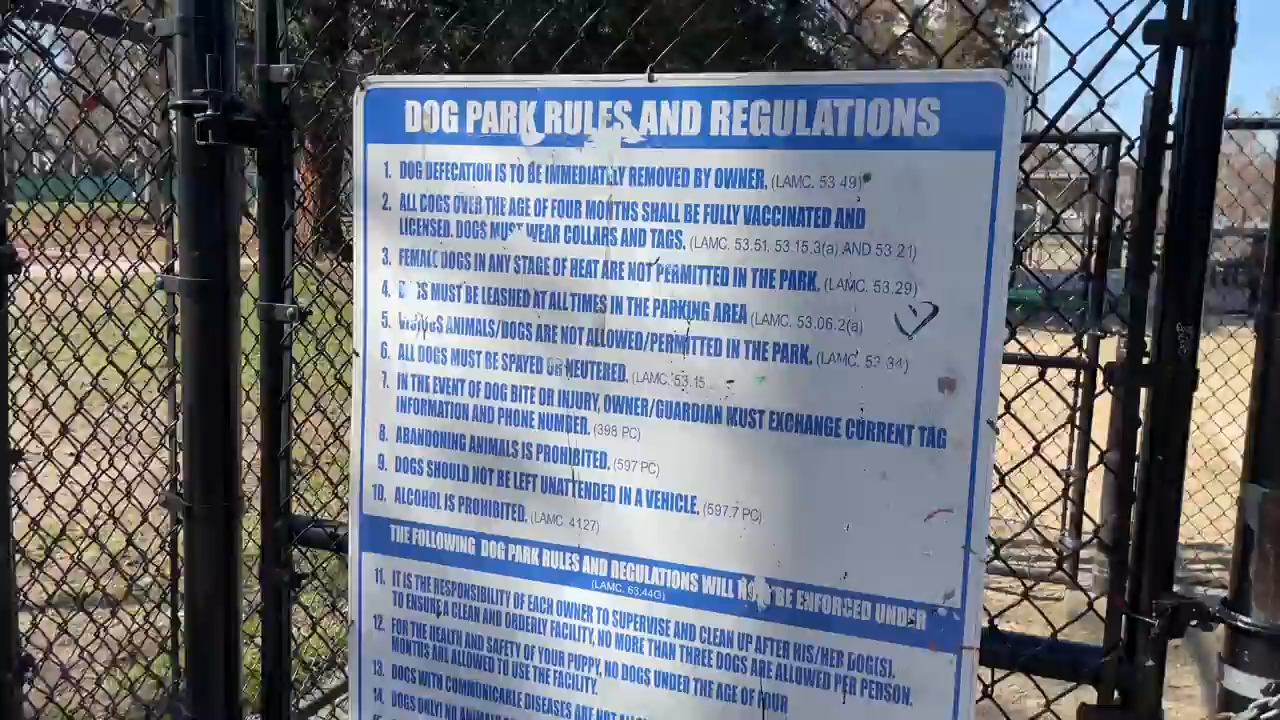 DOG PARK RULES AND REGULATIONS
1. DOG DEFECATION IS TO BE IMMEDIATELY REMOVED BY OWNER. (LAMC. 53 49)
2. ALL DOGS OVER THE AGE OF FOUR MONTHS SHALL BE FULLY VACCINATED AND
LICENSED. DOGS MUST WEAR COLLARS AND TAGS. (LAMC. 53.51, 53.15.3(a) AND 53 21)
3. FEMALE DOGS IN ANY STAGE OF HEAT ARE NOT PERMITTED IN THE PARK. (LAMC. 53.29)
4. D IS MUST BE LEASHED AT ALL TIMES IN THE PARKING AREA (LAMC. 53.06.2(a)
5. VICIOUS ANIMALS/DOGS ARE NOT ALLOWED/PERMITTED IN THE PARK. (LAMC. 53 34)
6. ALL DOGS MUST BE SPAYED OR NEUTERED. (LAMC. 53.15
7. IN THE EVENT OF DOG BITE OR INJURY, OWNER/GUARDIAN MUST EXCHANGE CURRENT TAG
INFORMATION AND PHONE NUMBER. (398 PC)
8. ABANDONING ANIMALS IS PROHIBITED. (597 PC)
9. DOGS SHOULD NOT BE LEFT UNATTENDED IN A VEHICLE. (597.7 PC)
10. ALCOHOL IS PROHIBITED. (LAMC. 4127)
THE FOLLOWING DOG PARK RULES AND REGULATIONS WILL BE ENFORCED UNDER
(LAMC. 63.44G)
11. IT IS THE RESPONSIBILITY OF EACH OWNER TO SUPERVISE AND CLEAN UP AFTER HIS/HER DOG(S).
TO ENSURE A CLEAN AND ORDERLY FACILITY, NO MORE THAN THREE DOGS ARE ALLOWED PER PERSON.
12. FOR THE HEALTH AND SAFETY OF YOUR PUPPY, NO DOGS UNDER THE AGE OF FOUR
MONTHS ARE ALLOWED TO USE THE FACILITY.
13. DOGS WITH COMMUNICABLE DISEASES ARE NOT
14. DOGS ONLY! NO